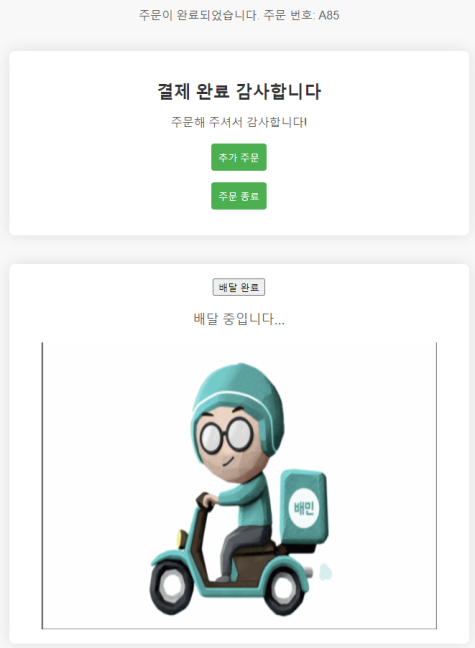 주문이 완료되었습니다. 주문 번호: A85
결제 완료 감사합니다
주문해 주셔서 감사합니다!
추가 주문
주문 종료
배달 완료
배달 중입니다...
배민